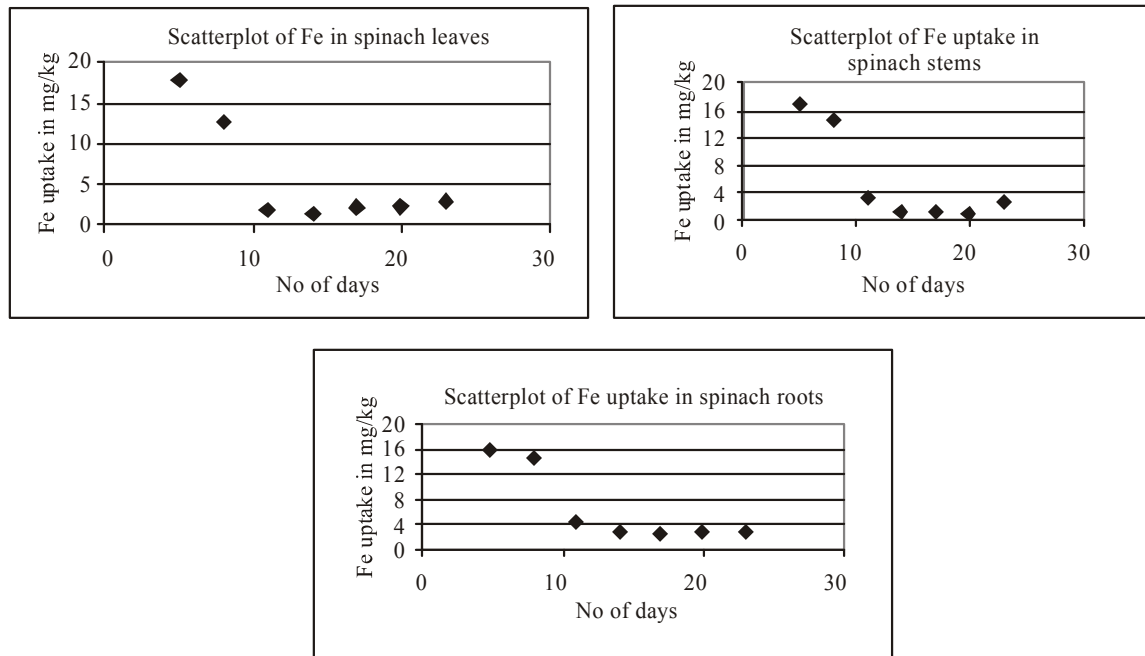 Scatterplot of Fe in spinach leaves
Fe uptake in mg/kg
20
15
10
5
0
0 10 20 30
No of days
Scatterplot of Fe uptake in
spinach stems
Fe uptake in mg/kg
20
16
12
8
4
0
0 10 20 30
No of days
Scatterplot of Fe uptake in spinach roots
Fe uptake in mg/kg
20
16
12
8
4
0
0 10 20 30
No of days